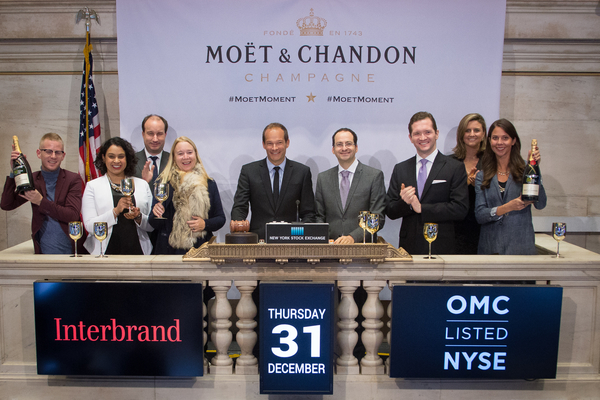 FONDÉ EN 1743
MOËT & CHANDON
CHAMPAGNE
#MOETMOMENT ★ #MOETMOMENT
NEW YORK STOCK EXCHANGE
Interbrand
THURSDAY
31
DECEMBER
OMC
LISTED
NYSE